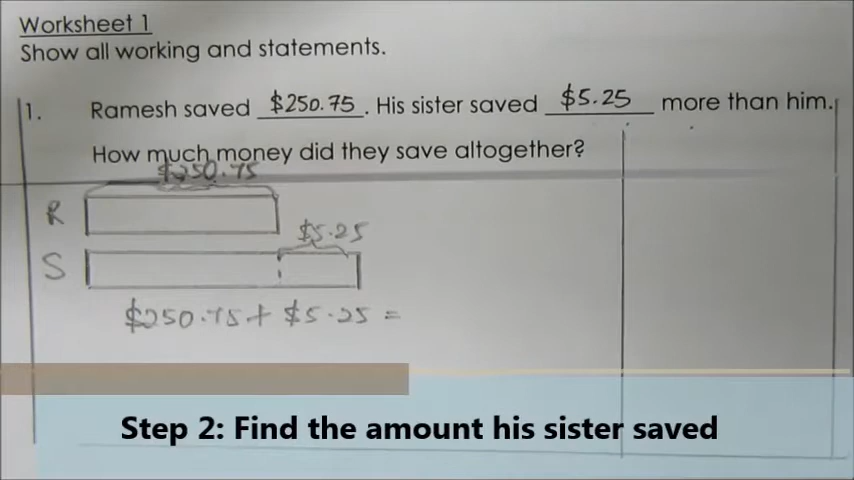 Worksheet 1
Show all working and statements.
1. Ramesh saved $250.75. His sister saved $5.25 more than him.
How much money did they save altogether?
$250.75
R
$5.25
S
$250.75 + $5.25 =
Step 2: Find the amount his sister saved